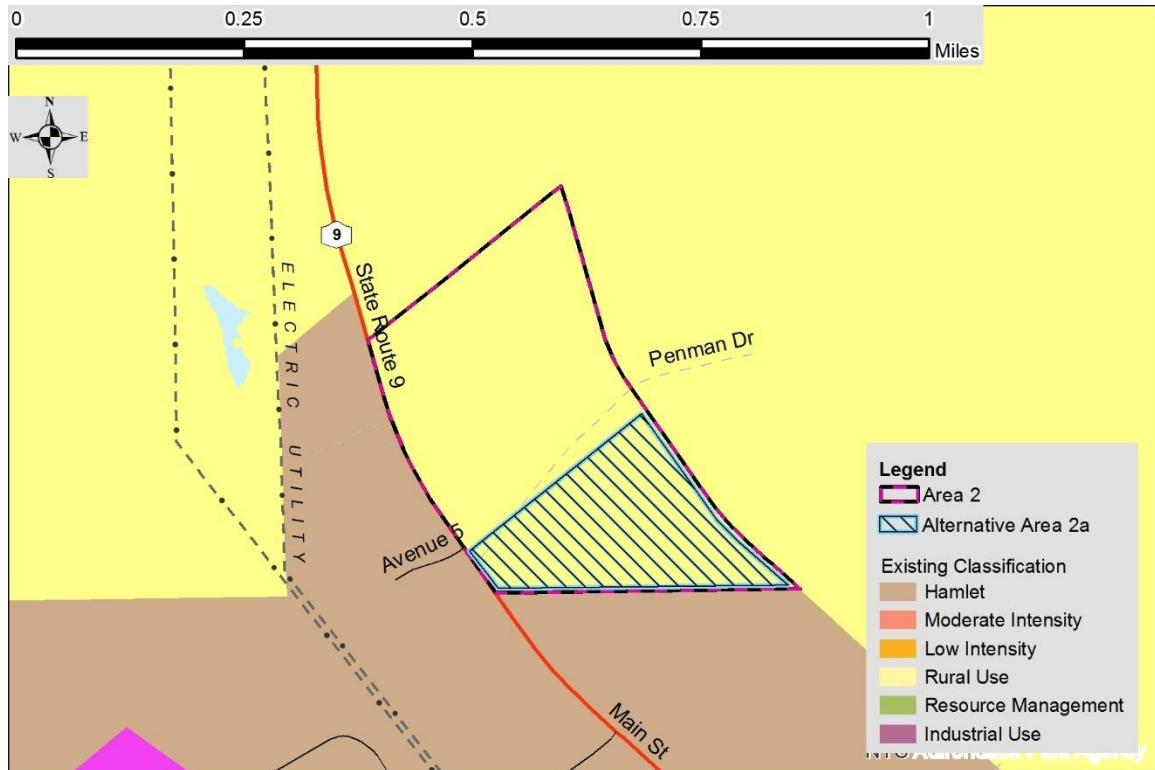 0 0.25 0.5 0.75 1
Miles
N
W E
S
9
State Route 9
ELECTRIC UTILITY
Penman Dr
Avenue 5
Main St
Legend
Area 2
Alternative Area 2a
Existing Classification
Hamlet
Moderate Intensity
Low Intensity
Rural Use
Resource Management
Industrial Use
Park Agency